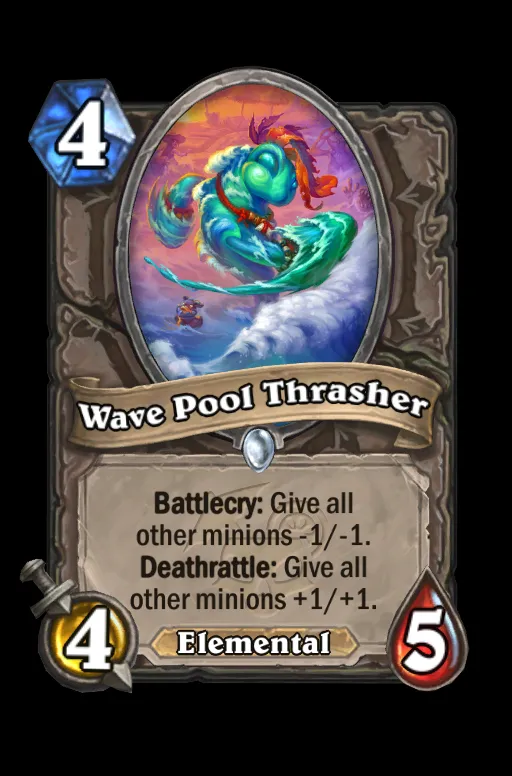 4
Wave Pool Thrasher
Battlecry: Give all
other minions -1/-1.
Deathrattle: Give all
other minions +1/+1.
Elemental
4
5